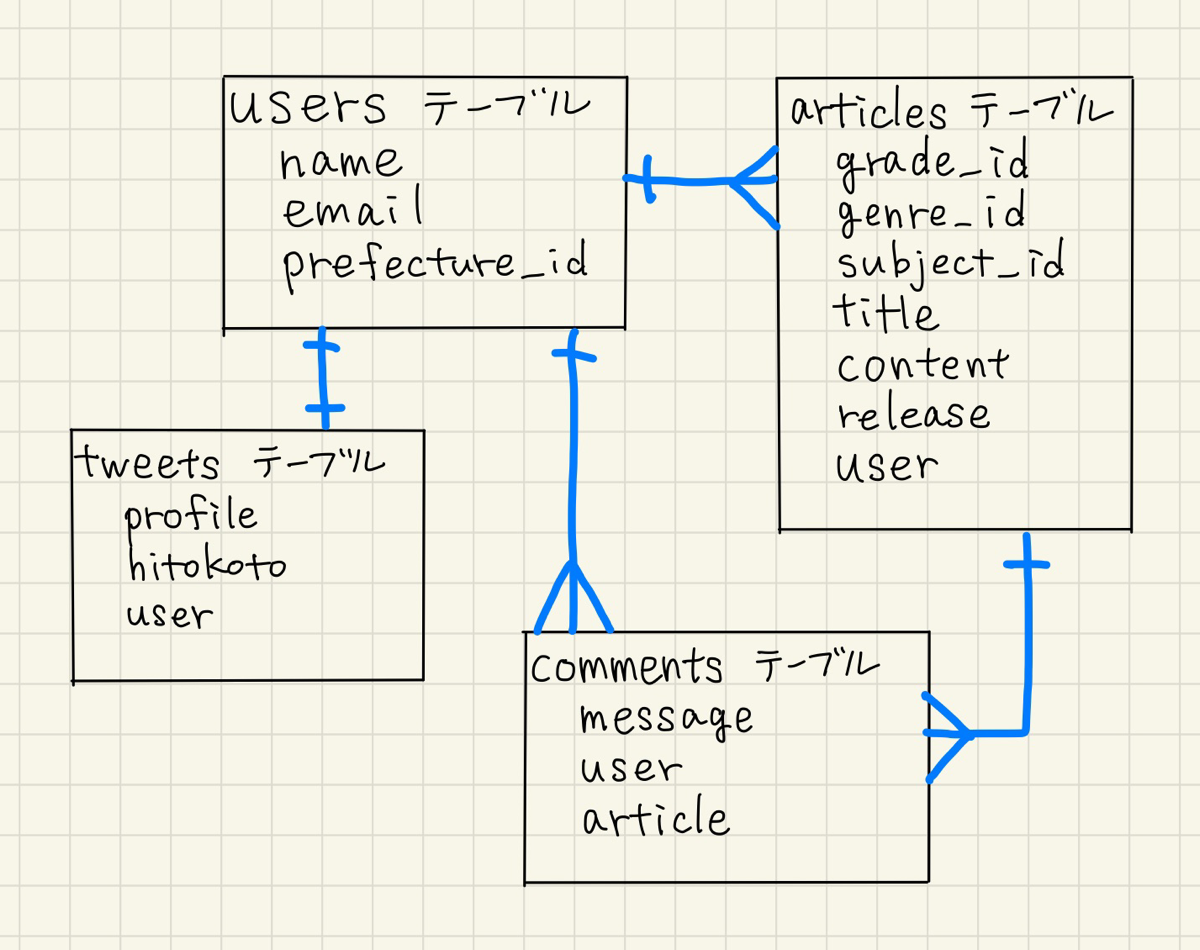 users テーブル
name
email
prefecture_id
articles テーブル
grade_id
genre_id
subject_id
title
content
release
user
tweets テーブル
profile
hitokoto
user
comments テーブル
message
user
article